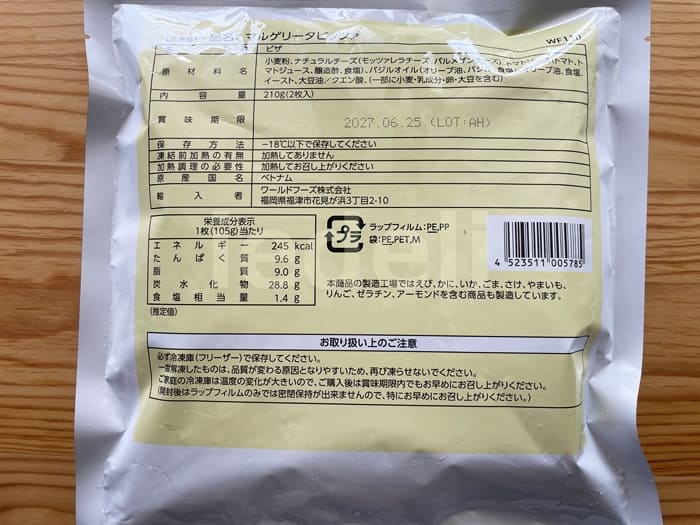 品名: マルゲリータピッツァ WF110
ピザ
原材料名 小麦粉、ナチュラルチーズ(モッツァレラチーズ、パルメザンチーズ)、トマト
トマトジュース、醸造酢、食塩)、バジルオイル(オリーブ油、バジル、食塩)、オリーブ油、食塩、
イースト、大豆油/クエン酸、(一部に小麦・乳成分・卵・大豆を含む)
内容量 210g(2枚入)
賞味期限 2027.06.25 (LOT:AH)
保存方法 −18℃以下で保存してください
凍結前加熱の有無 加熱してありません
加熱調理の必要性 加熱してお召し上がりください
原産国名 ベトナム
輸入者 ワールドフーズ株式会社
福岡県福津市花見が浜3丁目2-10
栄養成分表示
1枚(105g)当たり
エネルギー 245 kcal
たんぱく質 9.6 g
脂質 9.0 g
炭水化物 28.8 g
食塩相当量 1.4 g
(推定値)
プラ
ラップフィルム:PE,PP
袋:PE,PET,M
4 523511 005785
本商品の製造工場ではえび、かに、いか、ごま、さけ、やまいも、
りんご、ゼラチン、アーモンドを含む商品も製造しています。
お取り扱い上のご注意
必ず冷凍庫(フリーザー)で保存してください。
一度解凍したものは、品質が変わる原因となりやすいため、再び凍らせないでください。
ご家庭の冷凍庫は温度の変化が大きいので、ご購入後は賞味期限内でもお早めにお召し上がりください。
(開封後はラップフィルムのみでは密閉保持が出来ませんので、特にお早めにお召し上がりください。)